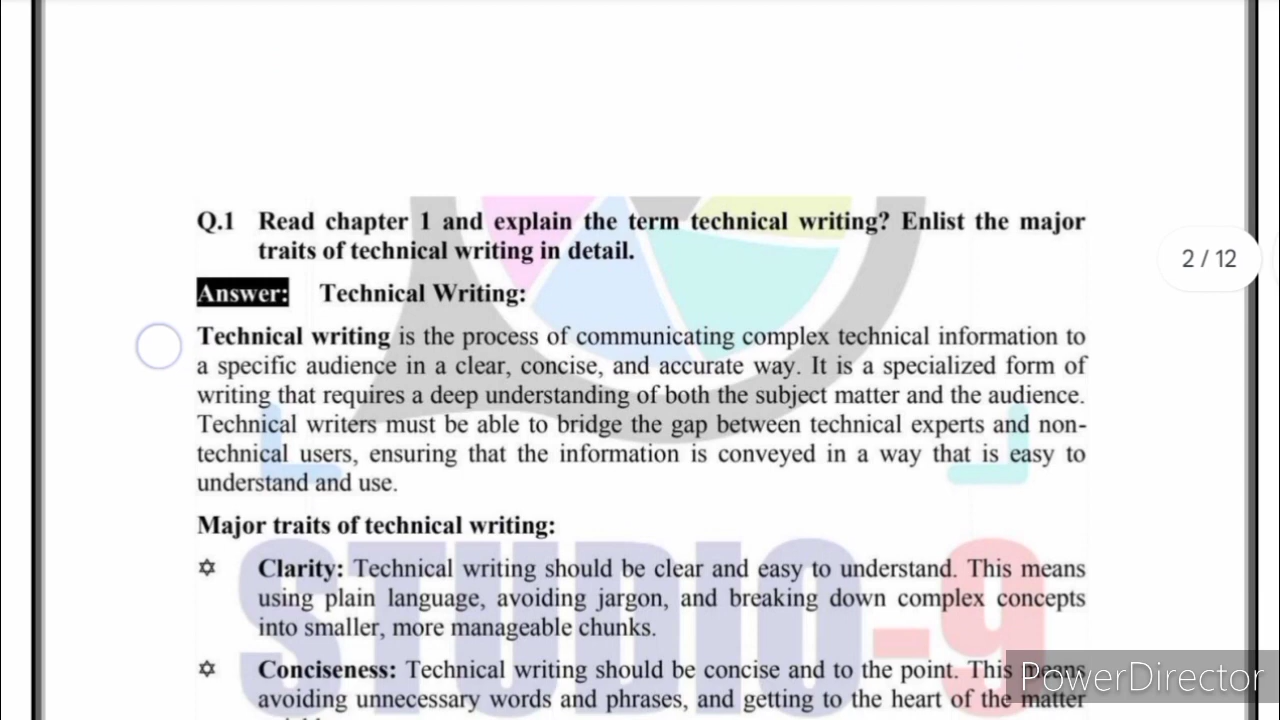 Q.1 Read chapter 1 and explain the term technical writing? Enlist the major
traits of technical writing in detail.
2 / 12
Answer: Technical Writing:
Technical writing is the process of communicating complex technical information to
a specific audience in a clear, concise, and accurate way. It is a specialized form of
writing that requires a deep understanding of both the subject matter and the audience.
Technical writers must be able to bridge the gap between technical experts and non-
technical users, ensuring that the information is conveyed in a way that is easy to
understand and use.
Major traits of technical writing:
✡ Clarity: Technical writing should be clear and easy to understand. This means
using plain language, avoiding jargon, and breaking down complex concepts
into smaller, more manageable chunks.
STUDIO-9
✡ Conciseness: Technical writing should be concise and to the point. This means
avoiding unnecessary words and phrases, and getting to the heart of the matter
PowerDirector